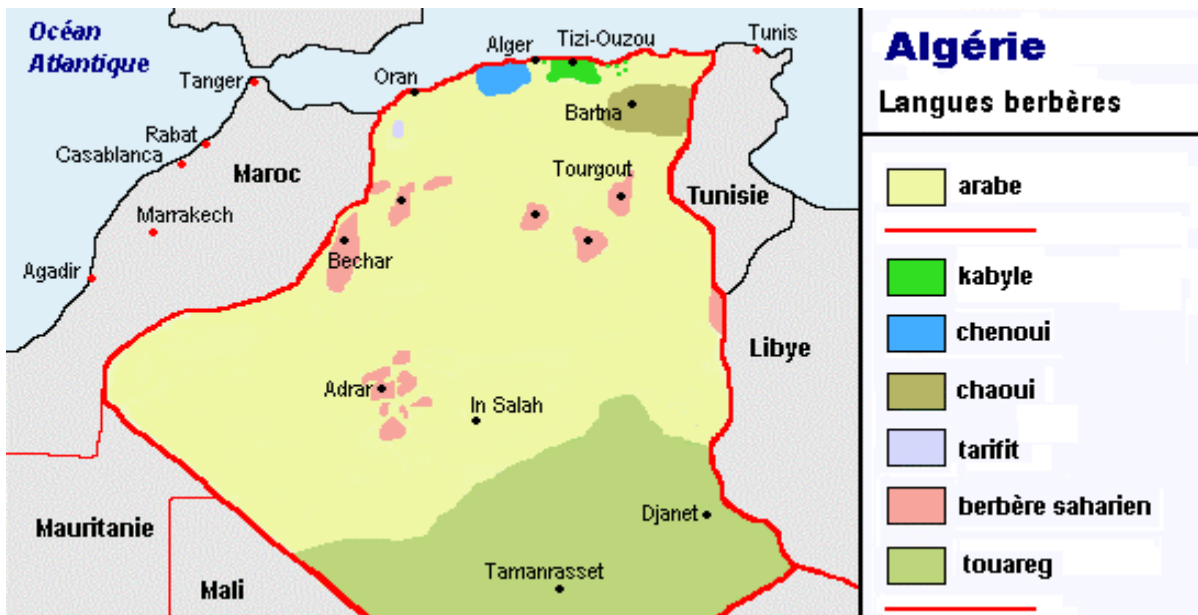 Océan
Atlantique
Tanger
Rabat
Casablanca
Marrakech
Agadir
Maroc
Oran
Alger
Tizi-Ouzou
Tunis
Bartna
Tourgout
Tunisie
Bechar
Libye
Adrar
In Salah
Djanet
Tamanrasset
Mauritanie
Mali
Algérie
Langues berbères
arabe
kabyle
chenoui
chaoui
tarifit
berbère saharien
touareg